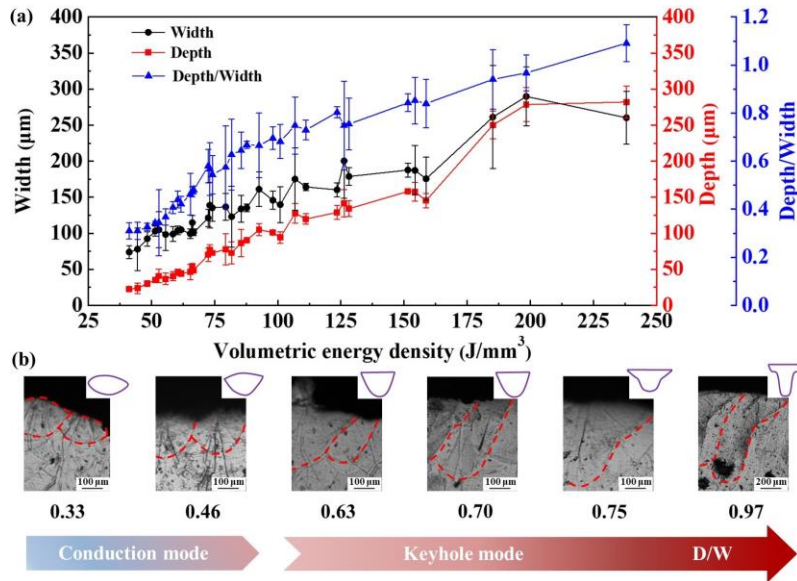 (a)
400
350
300
250
200
150
100
50
0
Width (μm)
Width
Depth
Depth/Width
400
350
300
250
200
150
100
50
0
Depth (μm)
1.2
1.0
0.8
0.6
0.4
0.2
0.0
Depth/Width
25 50 75 100 125 150 175 200 225 250
Volumetric energy density (J/mm³)
(b)
100 μm 100 μm 100 μm 100 μm 100 μm 200 μm
0.33 0.46 0.63 0.70 0.75 0.97
Conduction mode Keyhole mode D/W